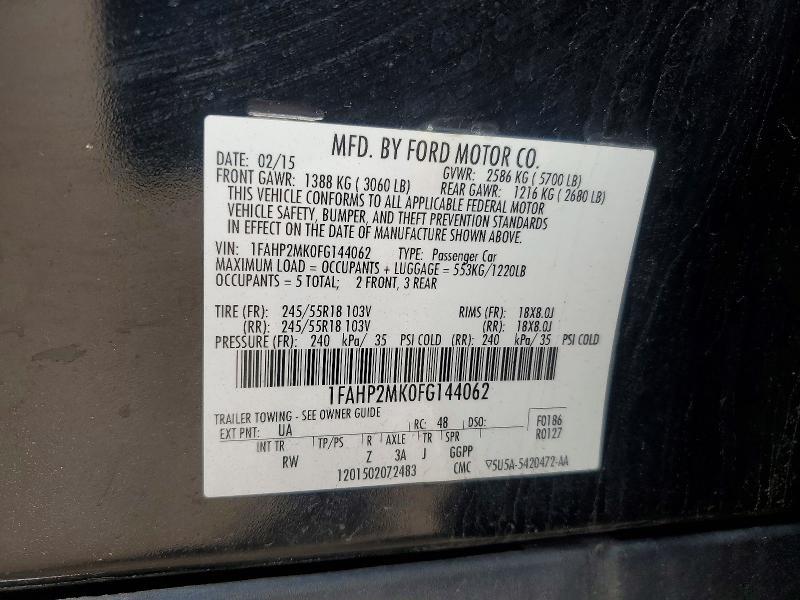 MFD. BY FORD MOTOR CO.
DATE: 02/15 GVWR: 2586 KG ( 5700 LB)
FRONT GAWR: 1388 KG ( 3060 LB) REAR GAWR: 1216 KG ( 2680 LB)
THIS VEHICLE CONFORMS TO ALL APPLICABLE FEDERAL MOTOR
VEHICLE SAFETY, BUMPER, AND THEFT PREVENTION STANDARDS
IN EFFECT ON THE DATE OF MANUFACTURE SHOWN ABOVE.
VIN: 1FAHP2MK0FG144062 TYPE: Passenger Car
MAXIMUM LOAD = OCCUPANTS + LUGGAGE = 553KG/1220LB
OCCUPANTS = 5 TOTAL; 2 FRONT, 3 REAR
TIRE (FR): 245/55R18 103V RIMS (FR): 18X8.0J
(RR): 245/55R18 103V (RR): 18X8.0J
PRESSURE (FR): 240 kPa/ 35 PSI COLD (RR): 240 kPa/ 35 PSI COLD
1FAHP2MK0FG144062
TRAILER TOWING - SEE OWNER GUIDE
EXT PNT: UA RC: 48 DSO: F0186
R0127
INT TR TP/PS R AXLE TR SPR
RW Z 3A J GGPP
1201502072483 CMC ▽5U5A-5420472-AA